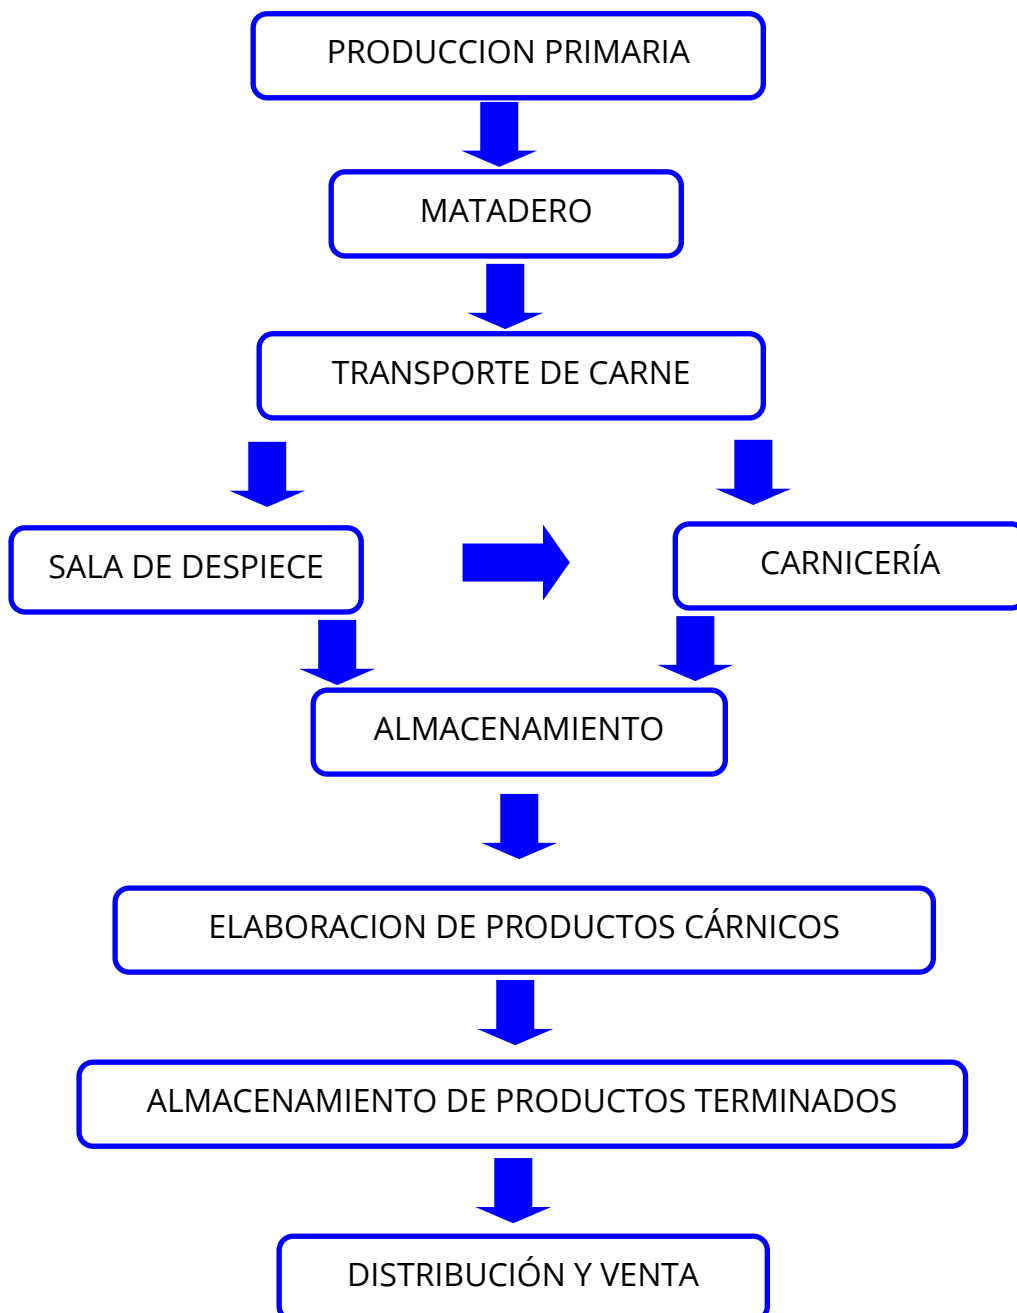 PRODUCCION PRIMARIA
MATADERO
TRANSPORTE DE CARNE
SALA DE DESPIECE
CARNICERÍA
ALMACENAMIENTO
ELABORACION DE PRODUCTOS CÁRNICOS
ALMACENAMIENTO DE PRODUCTOS TERMINADOS
DISTRIBUCIÓN Y VENTA